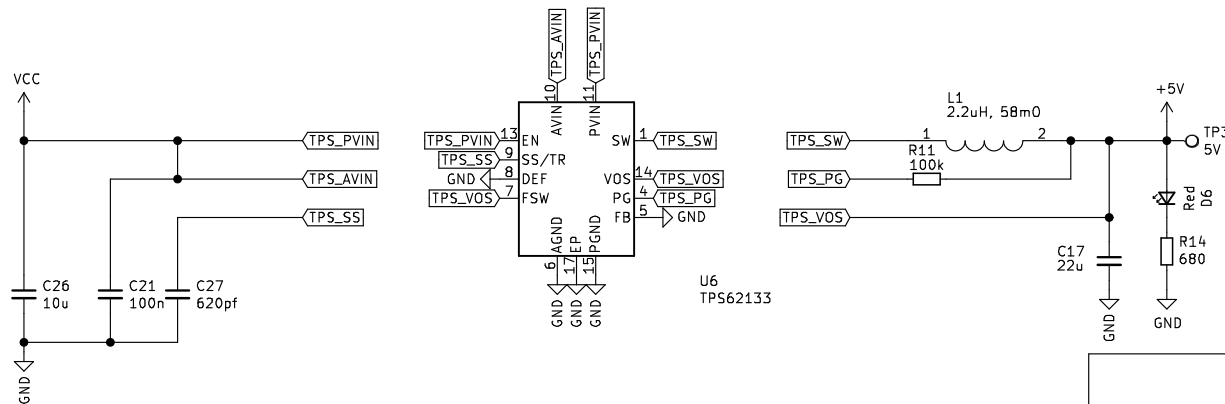 VCC
TPS_PVIN
TPS_AVIN
TPS_SS
C26
10u
C21
100n
C27
620pf
GND
TPS_AVIN
TPS_PVIN
10
11
AVIN
PVIN
TPS_PVIN 13 EN
TPS_SS 9 SS/TR
GND 8 DEF
TPS_VOS 7 FSW
SW 1 TPS_SW
VOS 14 TPS_VOS
PG 4 TPS_PG
FB 5 GND
AGND
EP
PGND
6
17
15
GND
GND
GND
U6
TPS62133
L1
2.2uH, 58mO
TPS_SW
1
2
R11
100k
TPS_PG
TPS_VOS
+5V
TP3
5V
Red
D6
C17
22u
R14
680
GND
GND